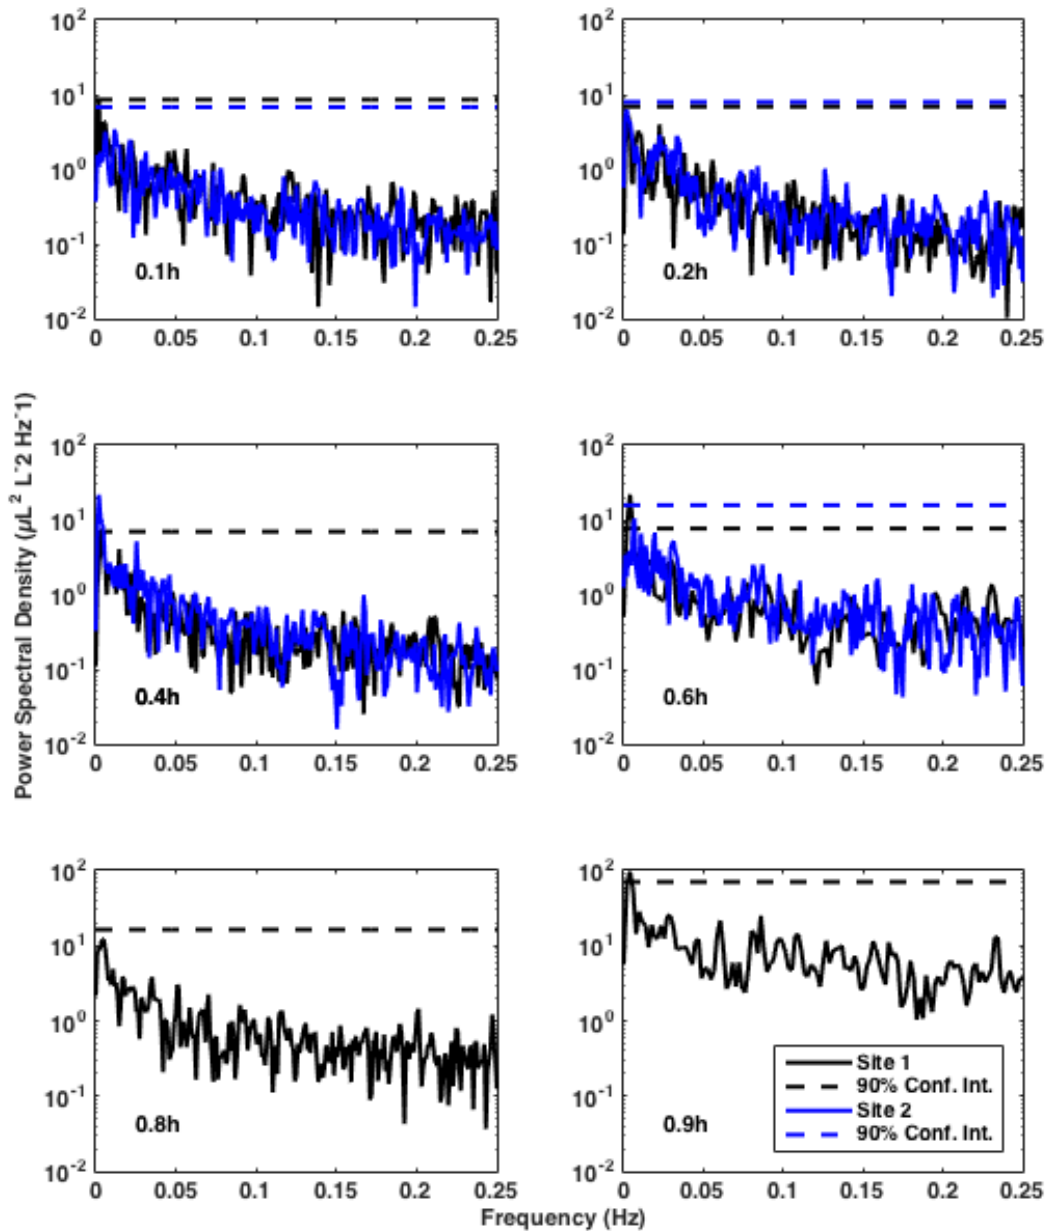 10² 10²
10¹ 10¹
10⁰ 10⁰
10⁻¹ 10⁻¹
0.1h 0.2h
10⁻² 10⁻²
0 0.05 0.1 0.15 0.2 0.25 0 0.05 0.1 0.15 0.2 0.25
Power Spectral Density (µL² L⁻2 Hz⁻1)
10² 10²
10¹ 10¹
10⁰ 10⁰
10⁻¹ 10⁻¹
0.4h 0.6h
10⁻² 10⁻²
0 0.05 0.1 0.15 0.2 0.25 0 0.05 0.1 0.15 0.2 0.25
10² 10²
10¹ 10¹
10⁰ 10⁰
Site 1
90% Conf. Int.
10⁻¹ 10⁻¹
Site 2
0.8h 0.9h 90% Conf. Int.
10⁻² 10⁻²
0 0.05 0.1 0.15 0.2 0.25 0 0.05 0.1 0.15 0.2 0.25
Frequency (Hz)